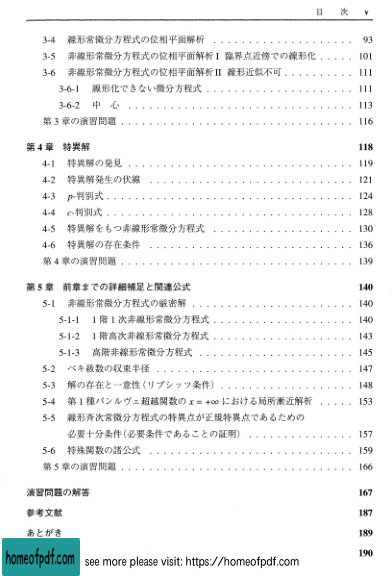 目　次　v
3-4　線形常微分方程式の位相平面解析 . . . . . . . . . . . . . . . . 93
3-5　非線形常微分方程式の位相平面解析 I　臨界点近傍での線形化 . . . . . 101
3-6　非線形常微分方程式の位相平面解析 II　線形近似不可 . . . . . . . . . . 111
3-6-1　線形化できない微分方程式 . . . . . . . . . . . . . . . . . 111
3-6-2　中　心 . . . . . . . . . . . . . . . . . . . . . . . . . . 113
第 3 章の演習問題 . . . . . . . . . . . . . . . . . . . . . . . . . . 116
第 4 章　特異解　118
4-1　特異解の発見 . . . . . . . . . . . . . . . . . . . . . . . . . 119
4-2　特異解発生の伏線 . . . . . . . . . . . . . . . . . . . . . . 121
4-3　p-判別式 . . . . . . . . . . . . . . . . . . . . . . . . . . . 124
4-4　c-判別式 . . . . . . . . . . . . . . . . . . . . . . . . . . . 128
4-5　特異解をもつ非線形常微分方程式 . . . . . . . . . . . . . . . 130
4-6　特異解の存在条件 . . . . . . . . . . . . . . . . . . . . . . 136
第 4 章の演習問題 . . . . . . . . . . . . . . . . . . . . . . . . . 139
第 5 章　前章までの詳細補足と関連公式　140
5-1　非線形常微分方程式の厳密解 . . . . . . . . . . . . . . . . . 140
5-1-1　1 階 1 次非線形常微分方程式 . . . . . . . . . . . . . . . 140
5-1-2　1 階高次非線形常微分方程式 . . . . . . . . . . . . . . . 143
5-1-3　高階非線形常微分方程式 . . . . . . . . . . . . . . . . . 145
5-2　ベキ級数の収束半径 . . . . . . . . . . . . . . . . . . . . . 147
5-3　解の存在と一意性（リプシッツ条件） . . . . . . . . . . . . . . 148
5-4　第 1 種パンルヴェ超越関数の x = +∞ における局所漸近解析 . . . . . 153
5-5　線形斉次常微分方程式の特異点が正規特異点であるための
必要十分条件（必要条件であることの証明） . . . . . . . . . . . 157
5-6　特殊関数の諸公式 . . . . . . . . . . . . . . . . . . . . . . 159
第 5 章の演習問題 . . . . . . . . . . . . . . . . . . . . . . . . . 166
演習問題の解答　167
参考文献　187
あとがき　189
190
homeofpdf.com see more please visit: https://homeofpdf.com